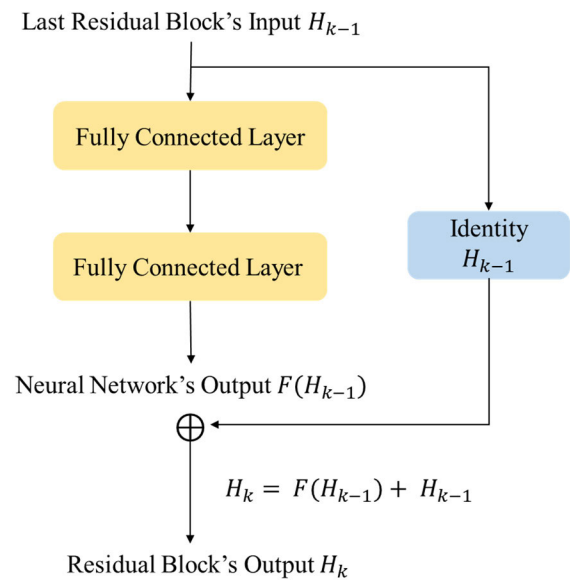 Last Residual Block's Input H_{k−1}
Fully Connected Layer
Fully Connected Layer
Identity
H_{k−1}
Neural Network's Output F(H_{k−1})
H_k = F(H_{k−1}) + H_{k−1}
Residual Block's Output H_k